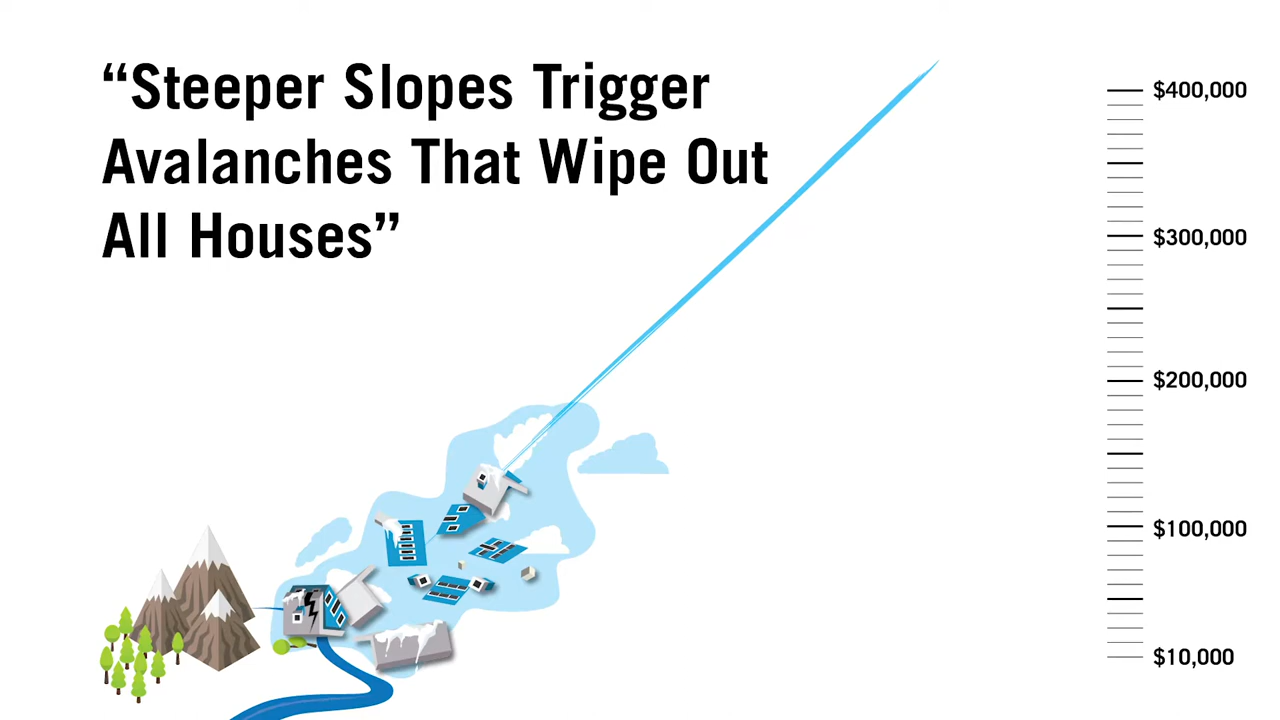 “Steeper Slopes Trigger
Avalanches That Wipe Out
All Houses”
$400,000
$300,000
$200,000
$100,000
$10,000